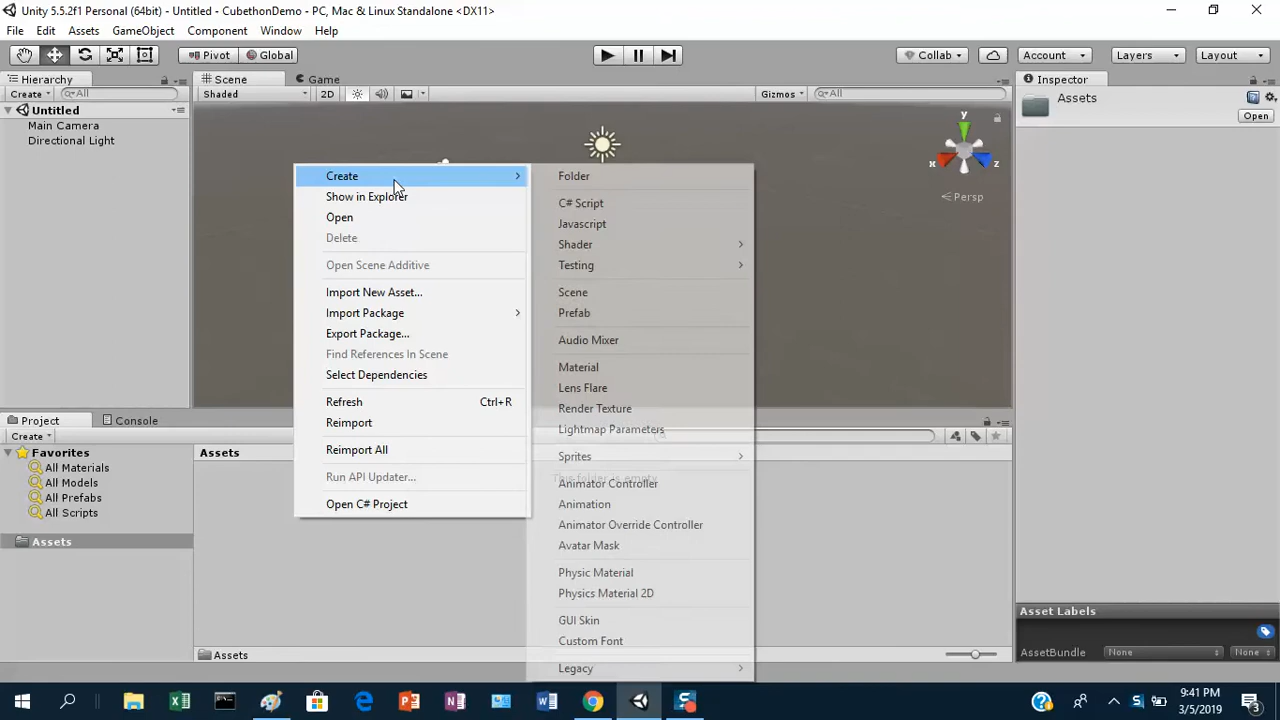 Unity 5.5.2f1 Personal (64bit) - Untitled - CubethonDemo - PC, Mac & Linux Standalone <DX11>
File Edit Assets GameObject Component Window Help
Pivot Global Collab Account Layers Layout
Hierarchy Scene Game Inspector
Create All Shaded 2D Gizmos All Assets
Open
Untitled
Main Camera
Directional Light
y
x z
Persp
Create
Show in Explorer
Open
Delete
Open Scene Additive
Import New Asset...
Import Package
Export Package...
Find References In Scene
Select Dependencies
Refresh Ctrl+R
Reimport
Reimport All
Run API Updater...
Open C# Project
Folder
C# Script
Javascript
Shader
Testing
Scene
Prefab
Audio Mixer
Material
Lens Flare
Render Texture
Lightmap Parameters
Sprites
This folder is empty
Animator Controller
Animation
Animator Override Controller
Avatar Mask
Physic Material
Physics Material 2D
GUI Skin
Custom Font
Legacy
Project Console
Create
Favorites Assets
All Materials
All Models
All Prefabs
All Scripts
Assets
Assets
Asset Labels
AssetBundle None None
9:41 PM
3/5/2019
3